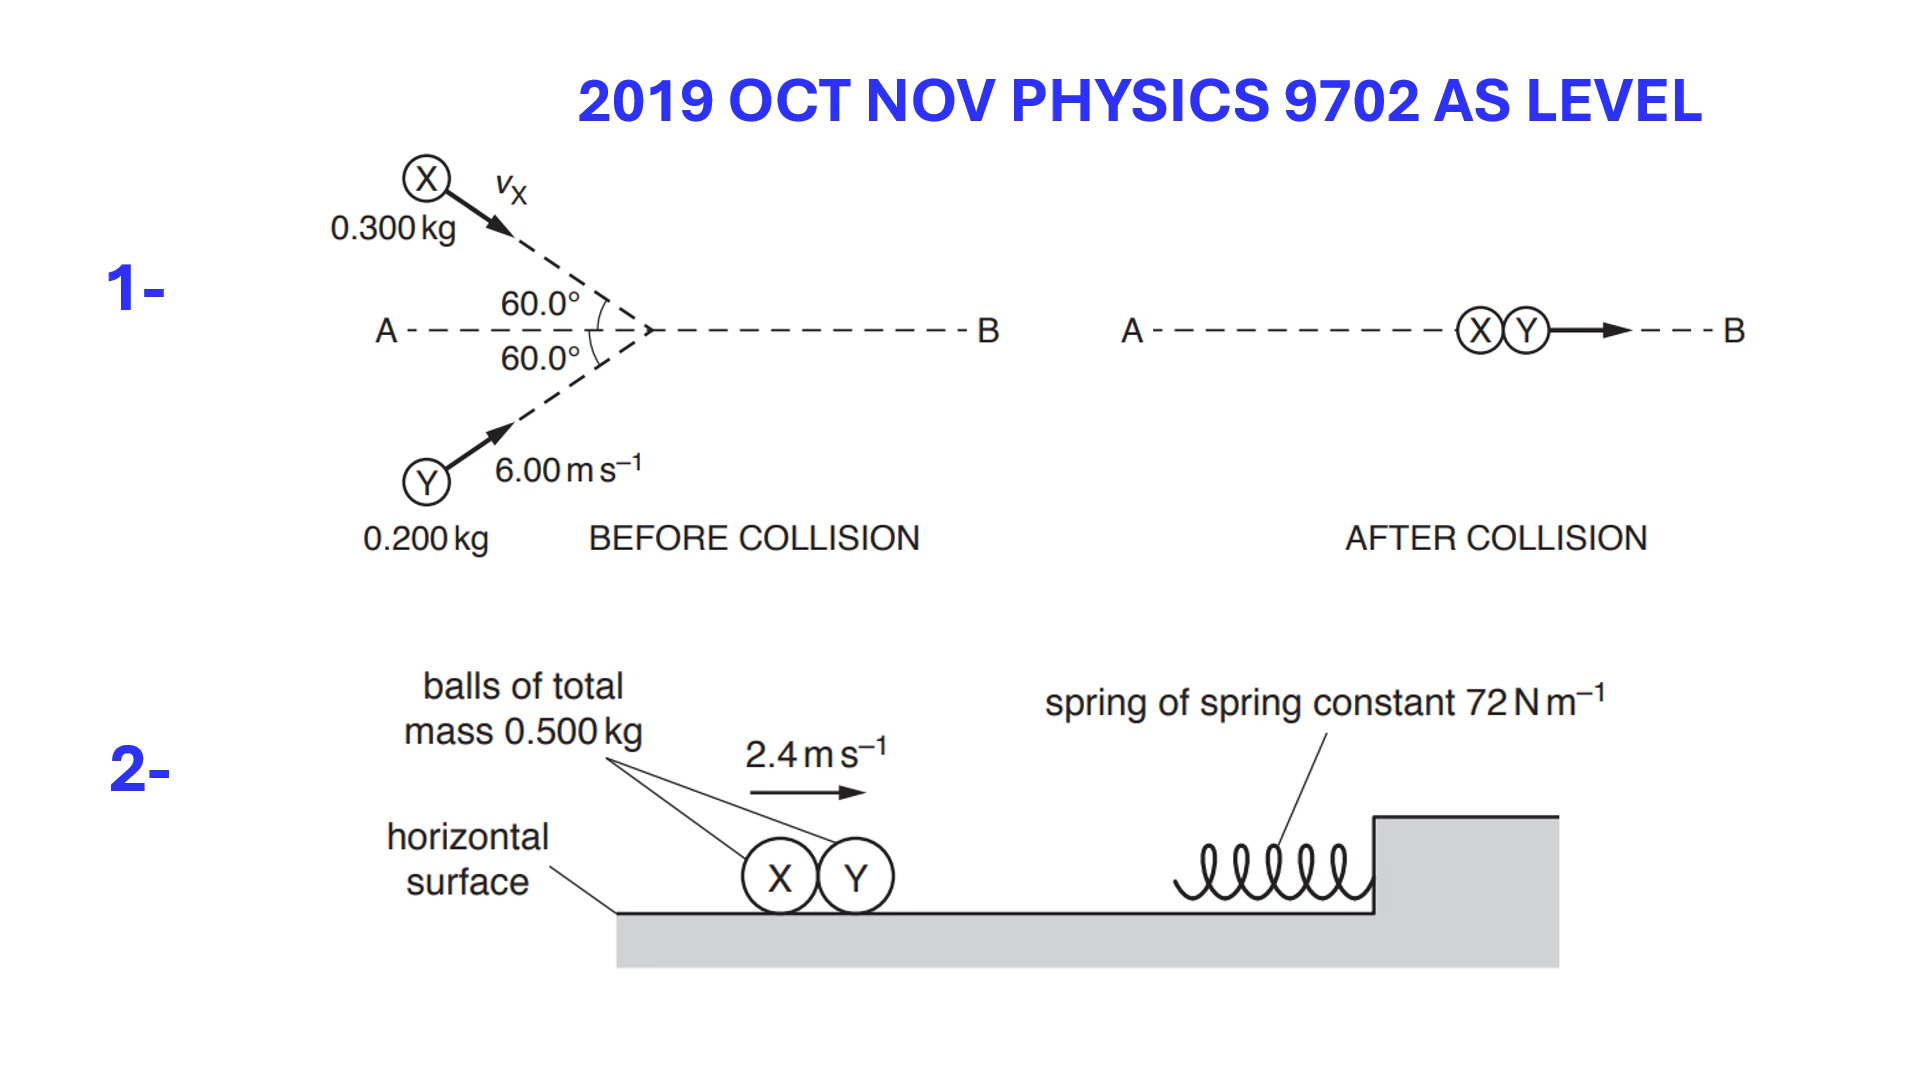 2019 OCT NOV PHYSICS 9702 AS LEVEL
1-
X
v_X
0.300 kg
60.0°
A
B
60.0°
Y
6.00 m s⁻¹
0.200 kg
BEFORE COLLISION
A
X Y
B
AFTER COLLISION
2-
balls of total
mass 0.500 kg
2.4 m s⁻¹
spring of spring constant 72 N m⁻¹
horizontal
surface
X Y